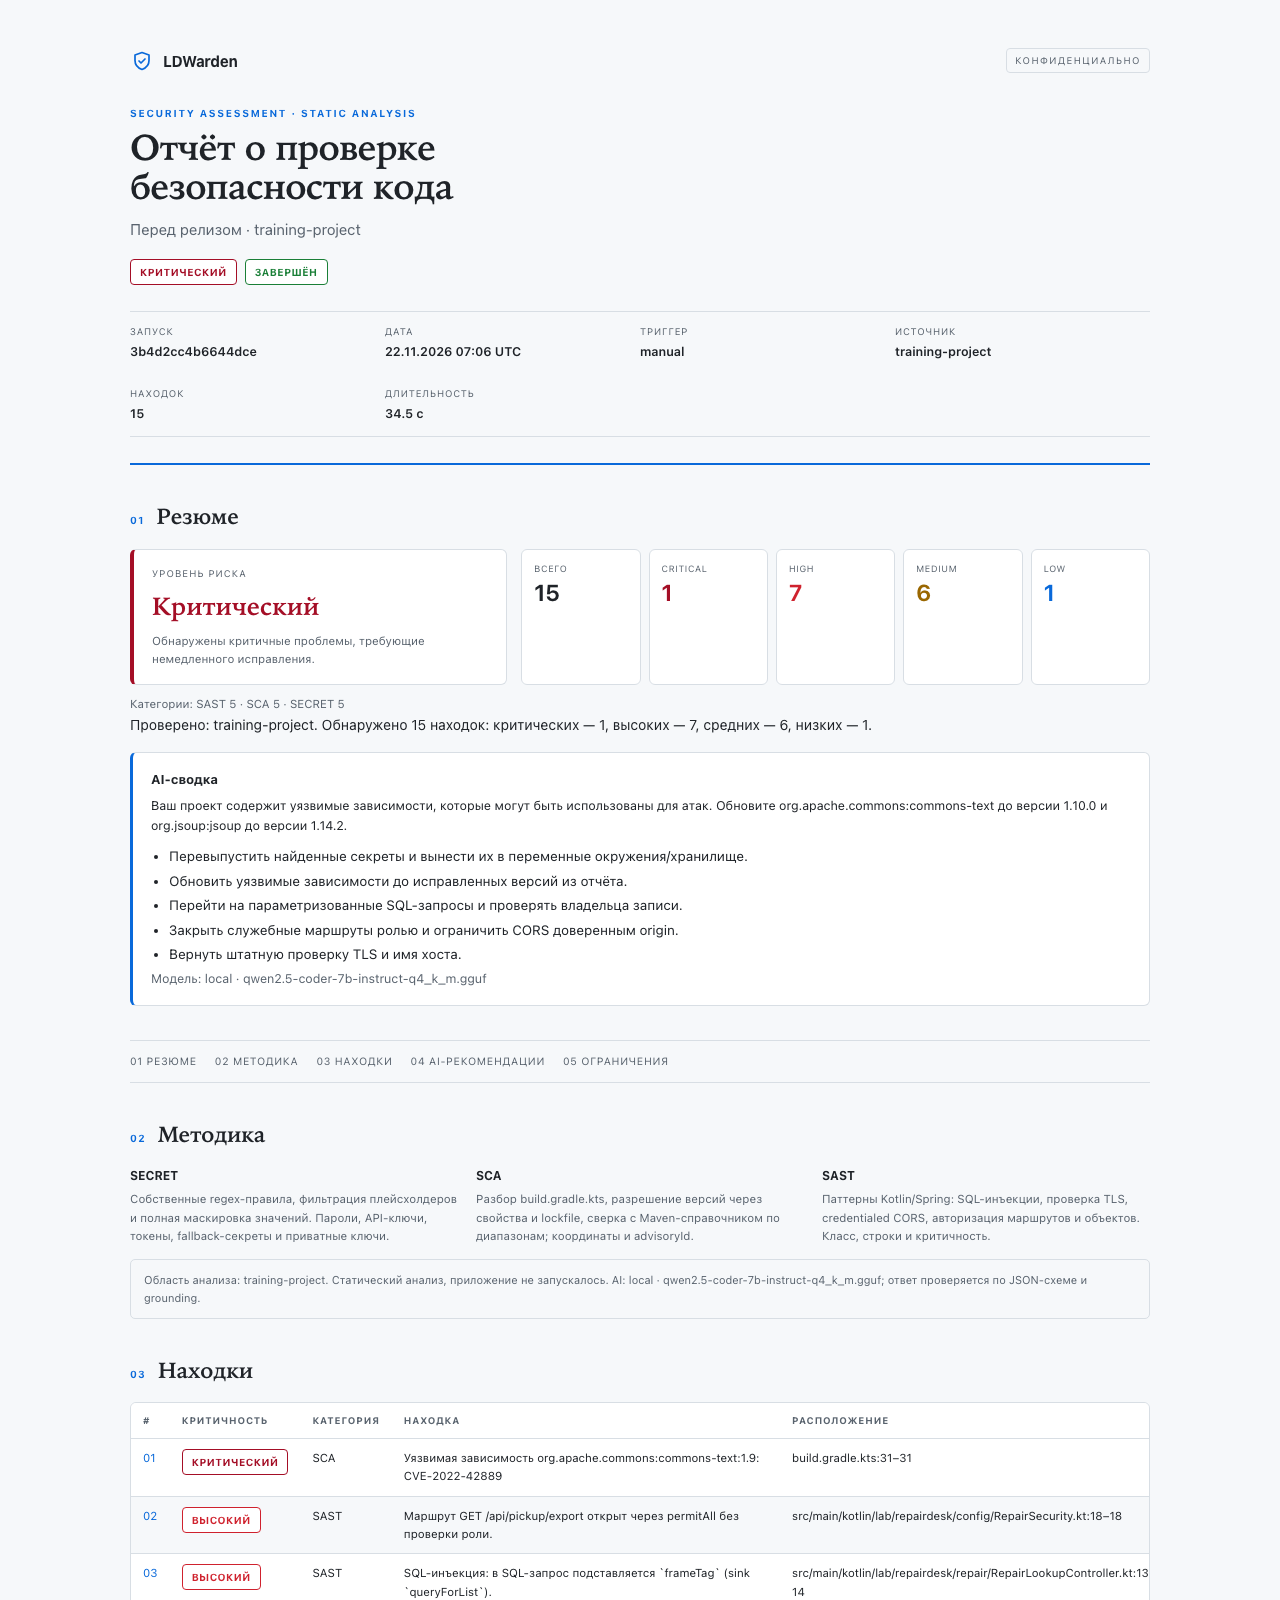 LDWarden
КОНФИДЕНЦИАЛЬНО
SECURITY ASSESSMENT · STATIC ANALYSIS
Отчёт о проверке
безопасности кода
Перед релизом · training-project
КРИТИЧЕСКИЙ ЗАВЕРШЁН
ЗАПУСК ДАТА ТРИГГЕР ИСТОЧНИК
3b4d2cc4b6644dce 22.11.2026 07:06 UTC manual training-project
НАХОДОК ДЛИТЕЛЬНОСТЬ
15 34.5 с
01 Резюме
УРОВЕНЬ РИСКА
Критический
Обнаружены критичные проблемы, требующие
немедленного исправления.
ВСЕГО CRITICAL HIGH MEDIUM LOW
15 1 7 6 1
Категории: SAST 5 · SCA 5 · SECRET 5
Проверено: training-project. Обнаружено 15 находок: критических — 1, высоких — 7, средних — 6, низких — 1.
AI-сводка
Ваш проект содержит уязвимые зависимости, которые могут быть использованы для атак. Обновите org.apache.commons:commons-text до версии 1.10.0 и
org.jsoup:jsoup до версии 1.14.2.
• Перевыпустить найденные секреты и вынести их в переменные окружения/хранилище.
• Обновить уязвимые зависимости до исправленных версий из отчёта.
• Перейти на параметризованные SQL-запросы и проверять владельца записи.
• Закрыть служебные маршруты ролью и ограничить CORS доверенным origin.
• Вернуть штатную проверку TLS и имя хоста.
Модель: local · qwen2.5-coder-7b-instruct-q4_k_m.gguf
01 РЕЗЮМЕ 02 МЕТОДИКА 03 НАХОДКИ 04 AI-РЕКОМЕНДАЦИИ 05 ОГРАНИЧЕНИЯ
02 Методика
SECRET
Собственные regex-правила, фильтрация плейсхолдеров
и полная маскировка значений. Пароли, API-ключи,
токены, fallback-секреты и приватные ключи.
SCA
Разбор build.gradle.kts, разрешение версий через
свойства и lockfile, сверка с Maven-справочником по
диапазонам; координаты и advisoryId.
SAST
Паттерны Kotlin/Spring: SQL-инъекции, проверка TLS,
credentialed CORS, авторизация маршрутов и объектов.
Класс, строки и критичность.
Область анализа: training-project. Статический анализ, приложение не запускалось. AI: local · qwen2.5-coder-7b-instruct-q4_k_m.gguf; ответ проверяется по JSON-схеме и
grounding.
03 Находки
# КРИТИЧНОСТЬ КАТЕГОРИЯ НАХОДКА РАСПОЛОЖЕНИЕ
01 КРИТИЧЕСКИЙ SCA Уязвимая зависимость org.apache.commons:commons-text:1.9: build.gradle.kts:31–31
CVE-2022-42889
02 ВЫСОКИЙ SAST Маршрут GET /api/pickup/export открыт через permitAll без src/main/kotlin/lab/repairdesk/config/RepairSecurity.kt:18–18
проверки роли.
03 ВЫСОКИЙ SAST SQL-инъекция: в SQL-запрос подставляется `frameTag` (sink src/main/kotlin/lab/repairdesk/repair/RepairLookupController.kt:13
`queryForList`). 14